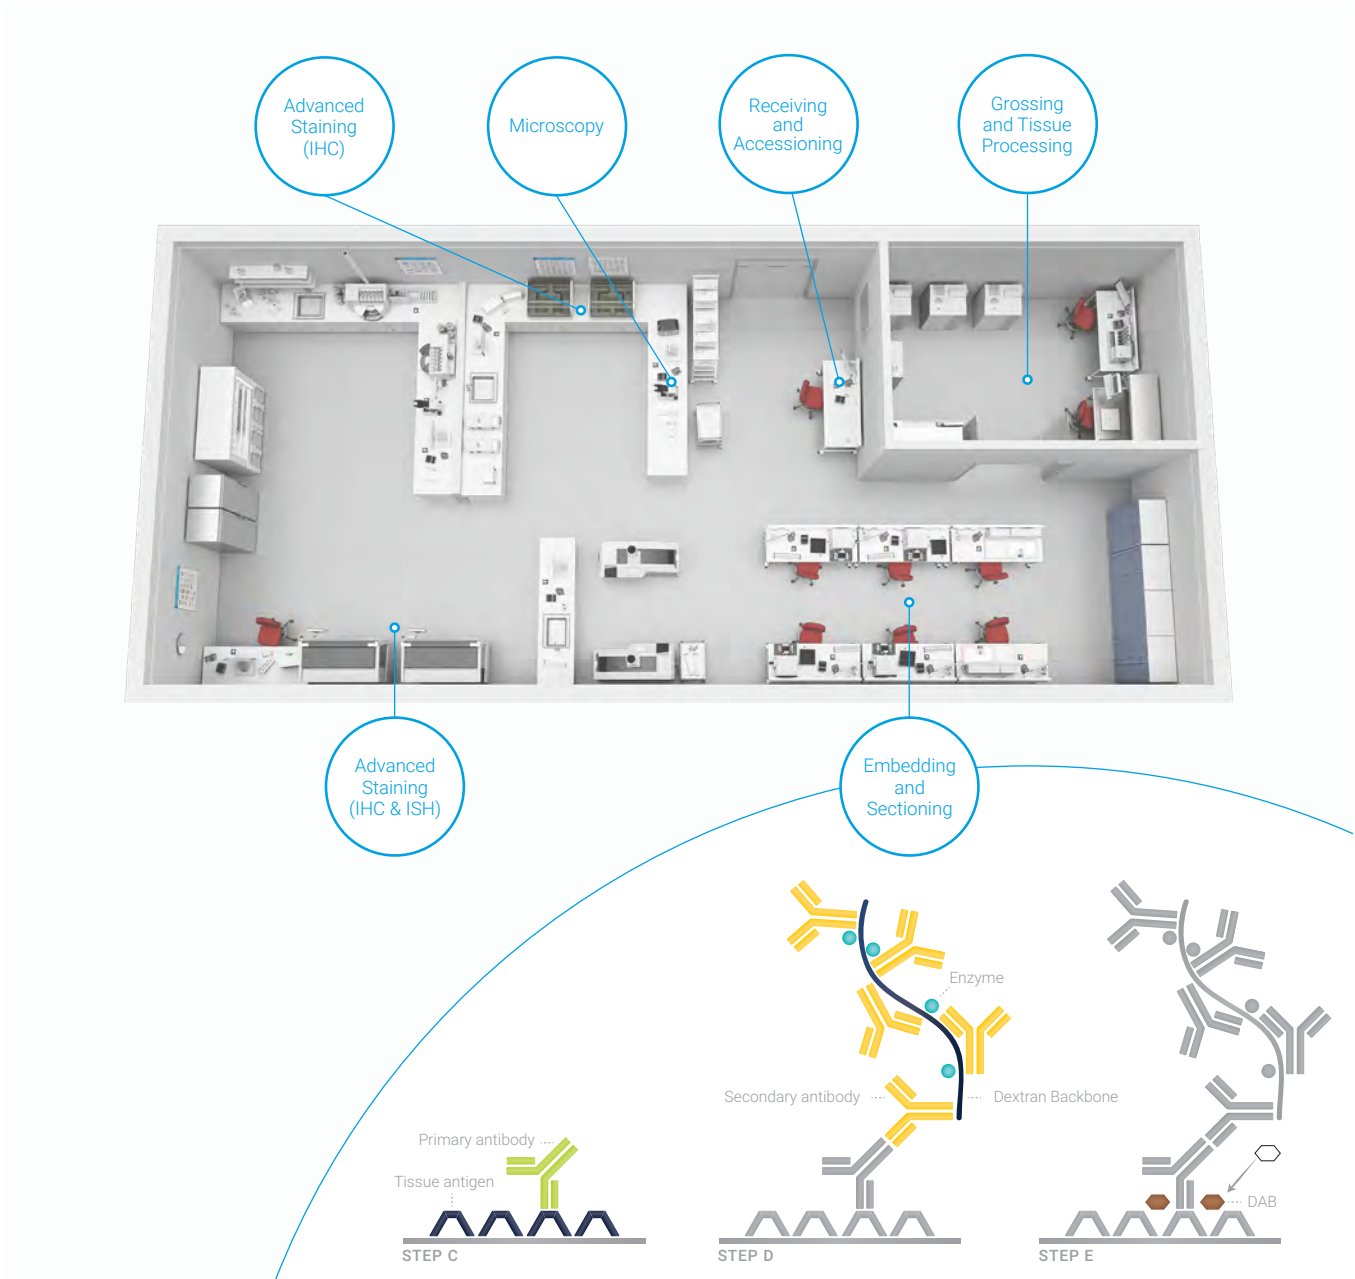 Advanced
Staining
(IHC)
Microscopy
Receiving
and
Accessioning
Grossing
and Tissue
Processing
Advanced
Staining
(IHC & ISH)
Embedding
and
Sectioning
Enzyme
Secondary antibody
Dextran Backbone
Primary antibody
Tissue antigen
DAB
STEP C
STEP D
STEP E